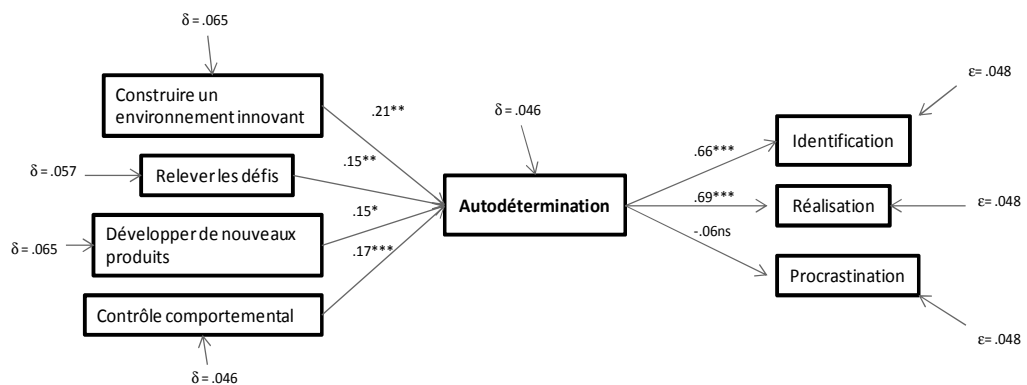 δ = .065
Construire un
environnement innovant
.21**
δ = .046
ε= .048
Identification
.66***
δ = .057
Relever les défis
.15**
Autodétermination
.69***
Réalisation
ε= .048
δ = .065
Développer de nouveaux
produits
.15*
-.06ns
.17***
Procrastination
Contrôle comportemental
ε= .048
δ = .046